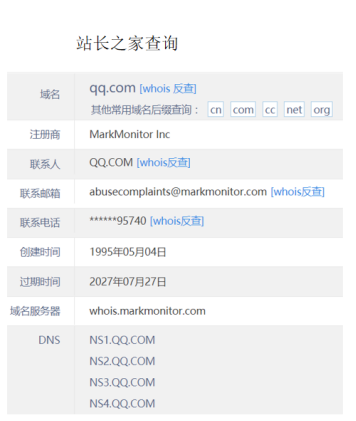 站长之家查询
域名 qq.com [whois 反查]
其他常用域名后缀查询： cn com cc net org
注册商 MarkMonitor Inc
联系人 QQ.COM [whois反查]
联系邮箱 abusecomplaints@markmonitor.com [whois反查]
联系电话 ******95740 [whois反查]
创建时间 1995年05月04日
过期时间 2027年07月27日
域名服务器 whois.markmonitor.com
DNS NS1.QQ.COM
NS2.QQ.COM
NS3.QQ.COM
NS4.QQ.COM